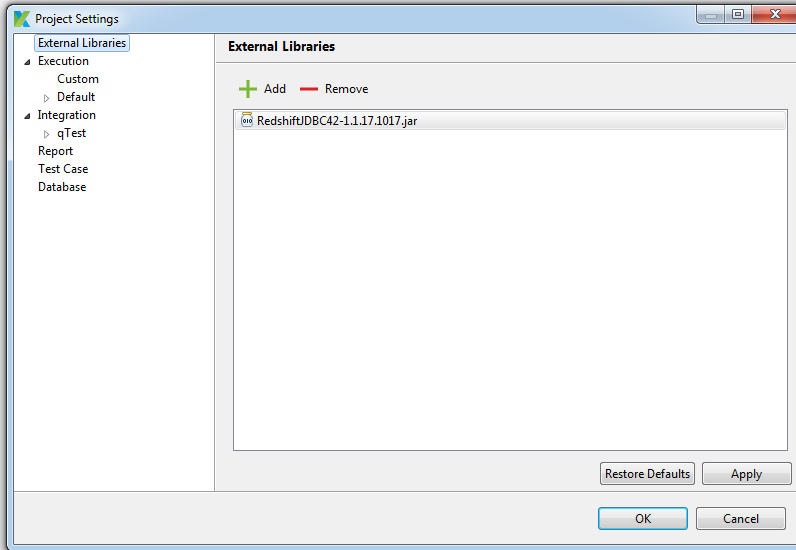 Project Settings
External Libraries
Execution
Custom
Default
Integration
qTest
Report
Test Case
Database
External Libraries
Add Remove
RedshiftJDBC42-1.1.17.1017.jar
Restore Defaults Apply
OK Cancel